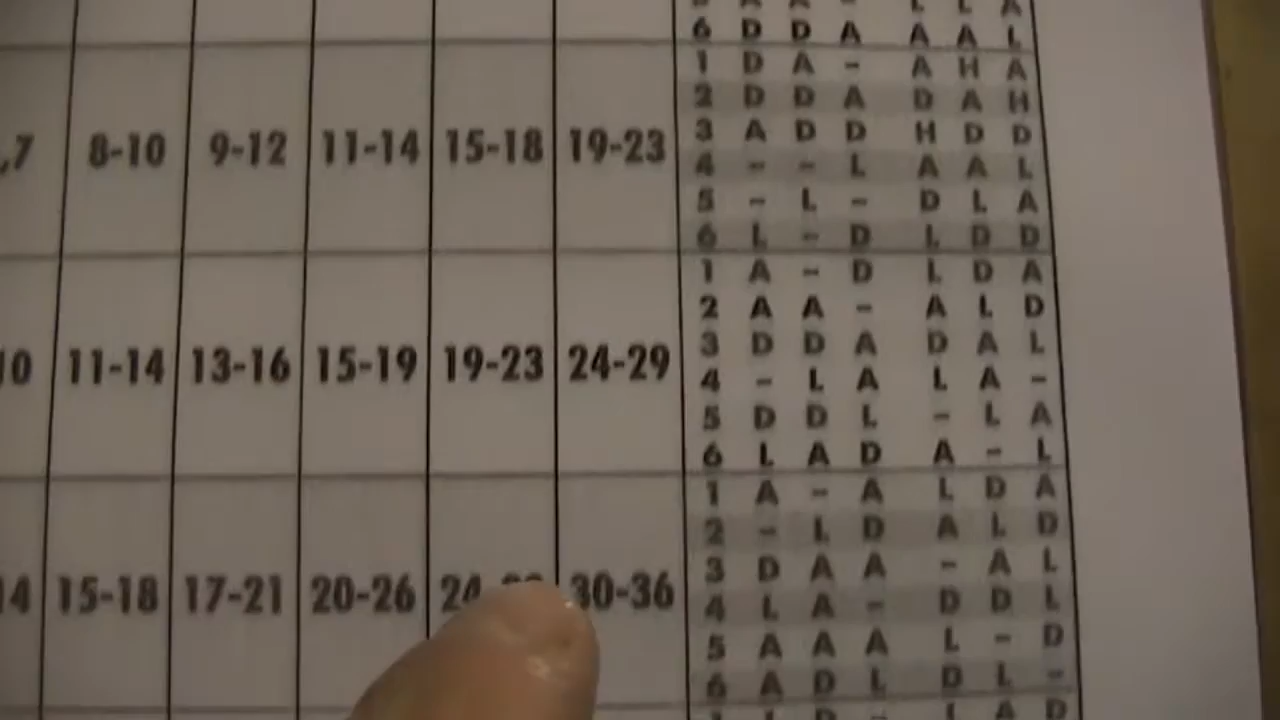 6 D D A A A L
1 D A – A H A
2 D D A D A H
3 A D D H D D
,7 8-10 9-12 11-14 15-18 19-23
4 – – L A A L
5 – L – D L A
6 L – D L D D
1 A – D L D A
2 A A – A L D
3 D D A D A L
10 11-14 13-16 15-19 19-23 24-29
4 – L A L A –
5 D D L – L A
6 L A D A – L
1 A – A L D A
2 – L D A L D
3 D A A – A L
14 15-18 17-21 20-26 30-36
4 L A – D D L
5 A A A L – D
6 A D L D L –